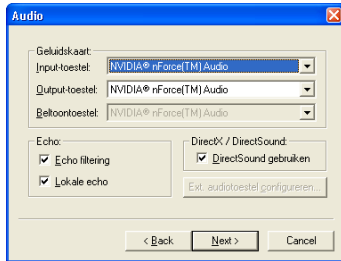 Audio
Geluidskaart:
Input-toestel: NVIDIA® nForce(TM) Audio
Output-toestel: NVIDIA® nForce(TM) Audio
Beltoontoestel: NVIDIA® nForce(TM) Audio
Echo:
Echo filtering
Lokale echo
DirectX / DirectSound:
DirectSound gebruiken
Ext. audiotoestel configureren...
< Back Next > Cancel